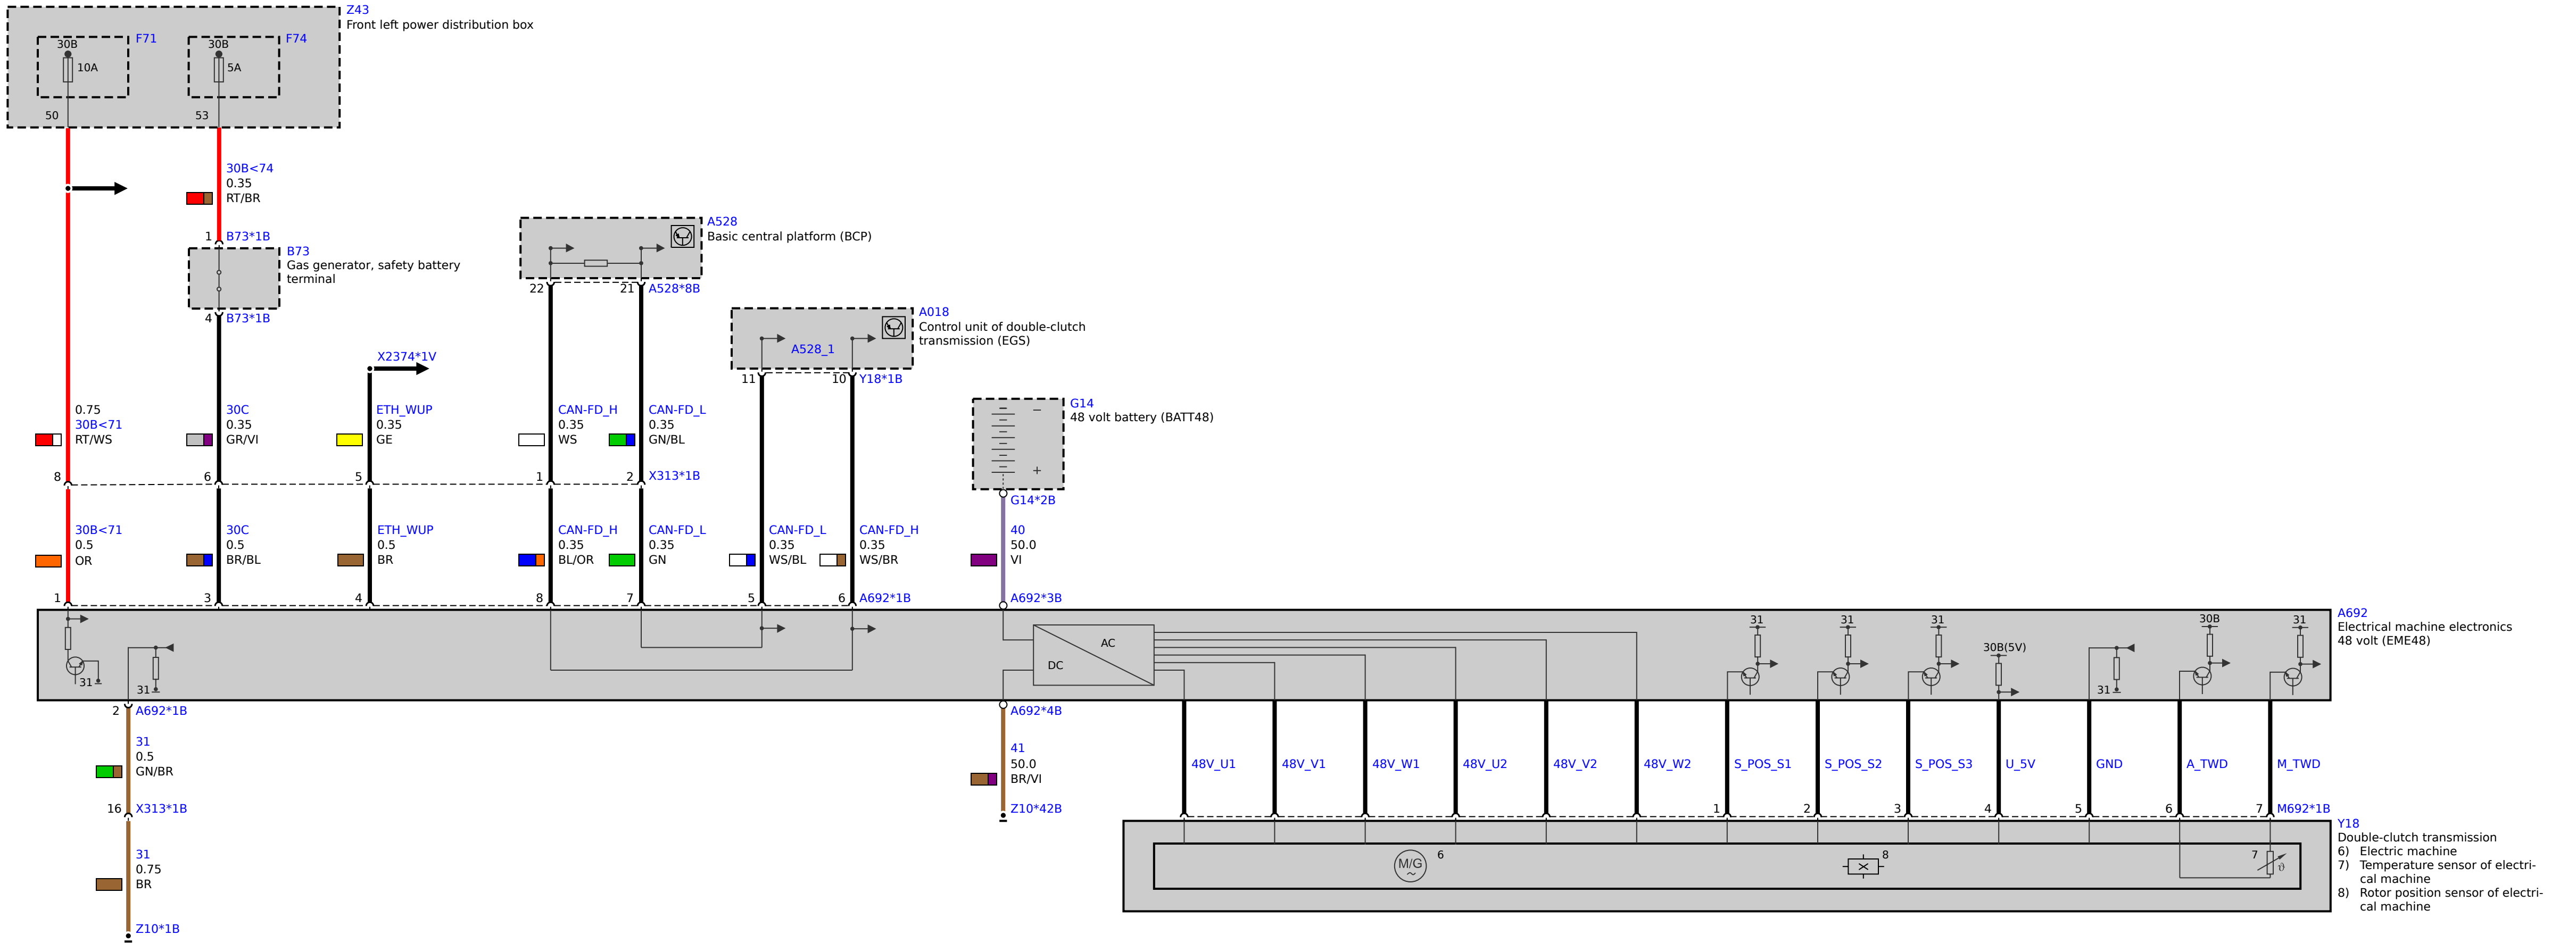 Z43
Front left power distribution box
30B
F71
30B
F74
10A
5A
50
53
30B<74
0.35
RT/BR
1
B73*1B
B73
Gas generator, safety battery
terminal
4
B73*1B
A528
Basic central platform (BCP)
22
21
A528*8B
A018
Control unit of double-clutch
transmission (EGS)
A528_1
11
10
Y18*1B
X2374*1V
G14
48 volt battery (BATT48)
−
+
G14*2B
0.75
30B<71
RT/WS
30C
0.35
GR/VI
ETH_WUP
0.35
GE
CAN-FD_H
0.35
WS
CAN-FD_L
0.35
GN/BL
8
6
5
1
2
X313*1B
30B<71
0.5
OR
30C
0.5
BR/BL
ETH_WUP
0.5
BR
CAN-FD_H
0.35
BL/OR
CAN-FD_L
0.35
GN
CAN-FD_L
0.35
WS/BL
CAN-FD_H
0.35
WS/BR
40
50.0
VI
1
3
4
8
7
5
6
A692*1B
A692*3B
A692
Electrical machine electronics
48 volt (EME48)
31
31
AC
DC
31
31
31
30B(5V)
31
30B
31
2
A692*1B
31
0.5
GN/BR
16
X313*1B
31
0.75
BR
Z10*1B
A692*4B
41
50.0
BR/VI
Z10*42B
48V_U1
48V_V1
48V_W1
48V_U2
48V_V2
48V_W2
S_POS_S1
S_POS_S2
S_POS_S3
U_5V
GND
A_TWD
M_TWD
1
2
3
4
5
6
7
M692*1B
M/G
~
6
8
7
ϑ
Y18
Double-clutch transmission
6) Electric machine
7) Temperature sensor of electri-
cal machine
8) Rotor position sensor of electri-
cal machine